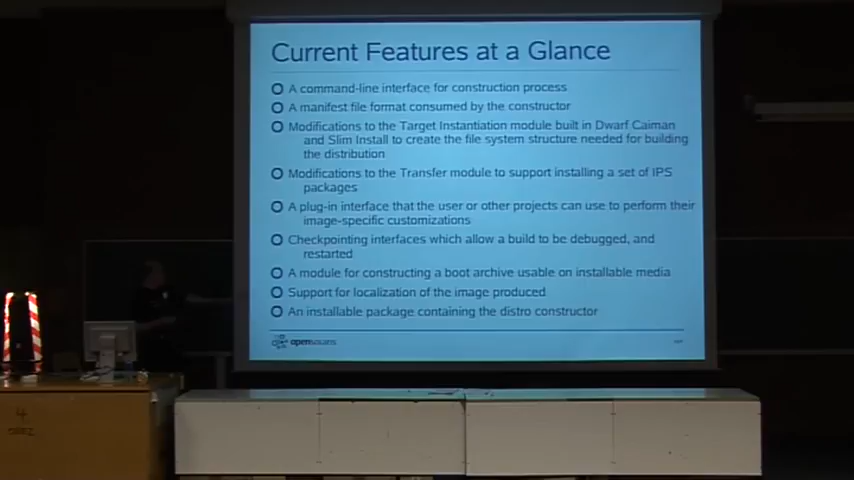 Current Features at a Glance
A command-line interface for construction process
A manifest file format consumed by the constructor
Modifications to the Target Instantiation module built in Dwarf Caiman
and Slim Install to create the file system structure needed for building
the distribution
Modifications to the Transfer module to support installing a set of IPS
packages
A plug-in interface that the user or other projects can use to perform their
image-specific customizations
Checkpointing interfaces which allow a build to be debugged, and
restarted
A module for constructing a boot archive usable on installable media
Support for localization of the image produced
An installable package containing the distro constructor
opensolaris